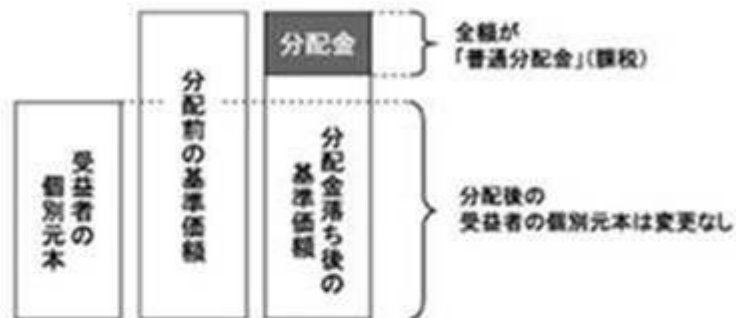 受益者の
個別元本
分配前の基準価額
分配金
分配金落ち後の
基準価額
全額が
「普通分配金」(課税)
分配後の
受益者の個別元本は変更なし